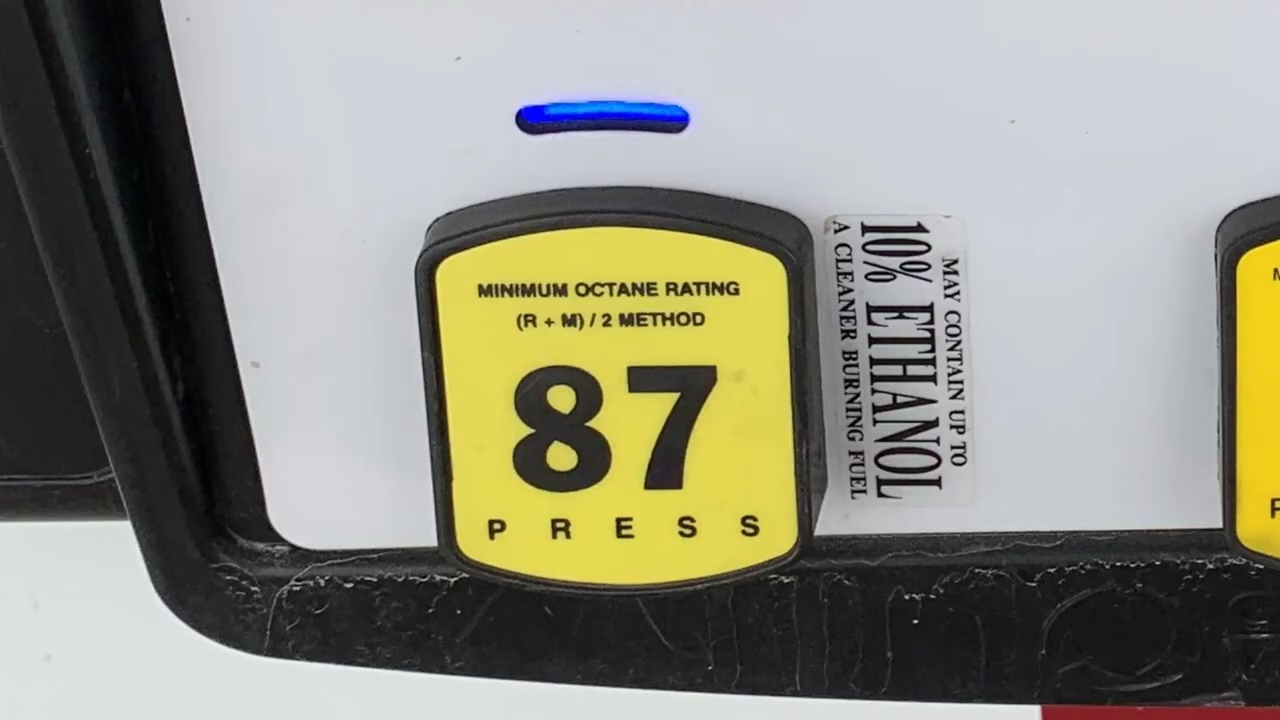 MINIMUM OCTANE RATING
(R + M) / 2 METHOD
87
PRESS
MAY CONTAIN UP TO
10% ETHANOL
A CLEANER BURNING FUEL